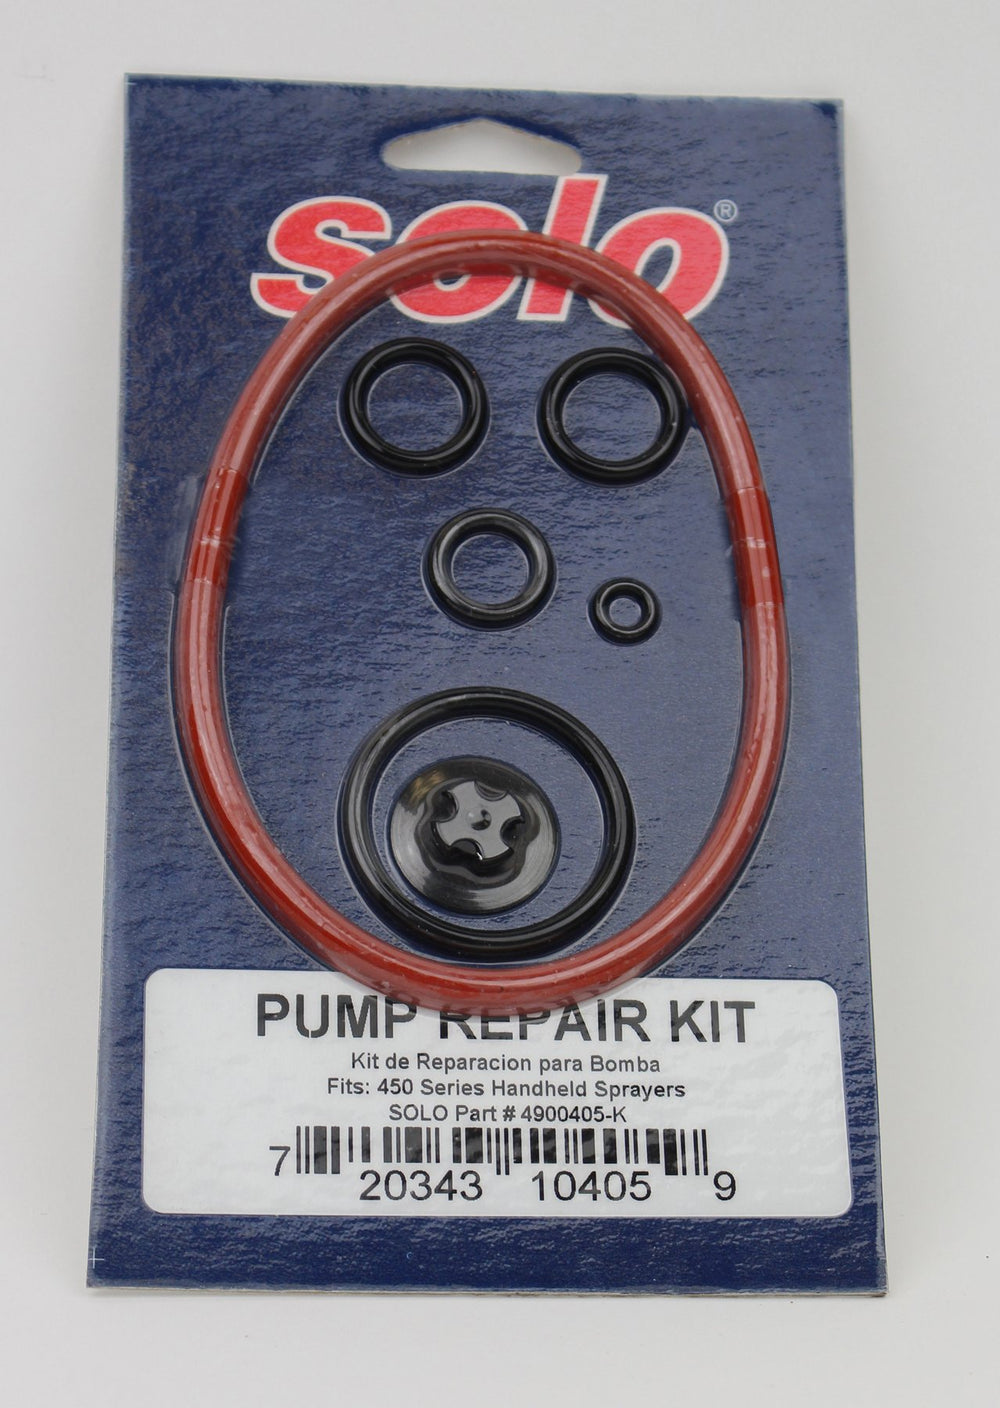 solo®
PUMP REPAIR KIT
Kit de Reparacion para Bomba
Fits: 450 Series Handheld Sprayers
SOLO Part # 4900405-K
7 20343 10405 9